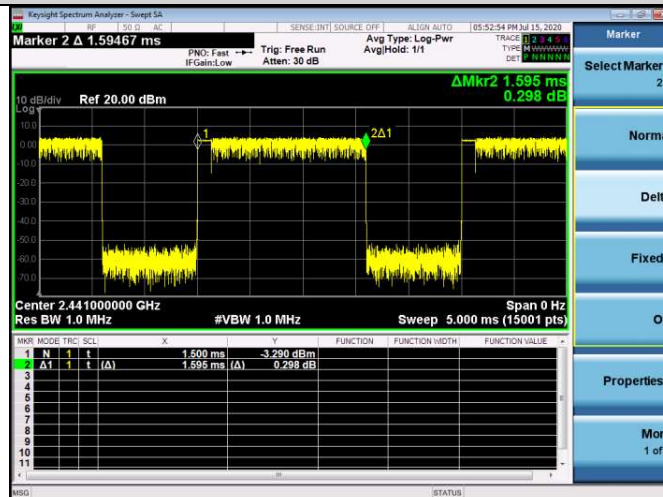 Keysight Spectrum Analyzer - Swept SA
RF 50 Ω AC SENSE:INT SOURCE OFF ALIGN AUTO 05:52:54 PM Jul 15, 2020
Marker 2 Δ 1.59467 ms
PNO: Fast
IFGain:Low
Trig: Free Run
Atten: 30 dB
Avg Type: Log-Pwr
Avg|Hold: 1/1
TRACE 1 2 3 4 5 6
TYPE M
DET P N N N N N
ΔMkr2 1.595 ms
0.298 dB
10 dB/div Ref 20.00 dBm
Log
10.0
0.00
-10.0
-20.0
-30.0
-40.0
-50.0
-60.0
-70.0
1
2Δ1
Center 2.441000000 GHz Span 0 Hz
Res BW 1.0 MHz #VBW 1.0 MHz Sweep 5.000 ms (15001 pts)
MKR MODE TRC SCL X Y FUNCTION FUNCTION WIDTH FUNCTION VALUE
1 N 1 t 1.500 ms -3.290 dBm
2 Δ1 1 t (Δ) 1.595 ms (Δ) 0.298 dB
3
4
5
6
7
8
9
10
11
MSG STATUS
Marker
Select Marker
2
Norma
Delt
Fixed
O
Properties
Mor
1 of